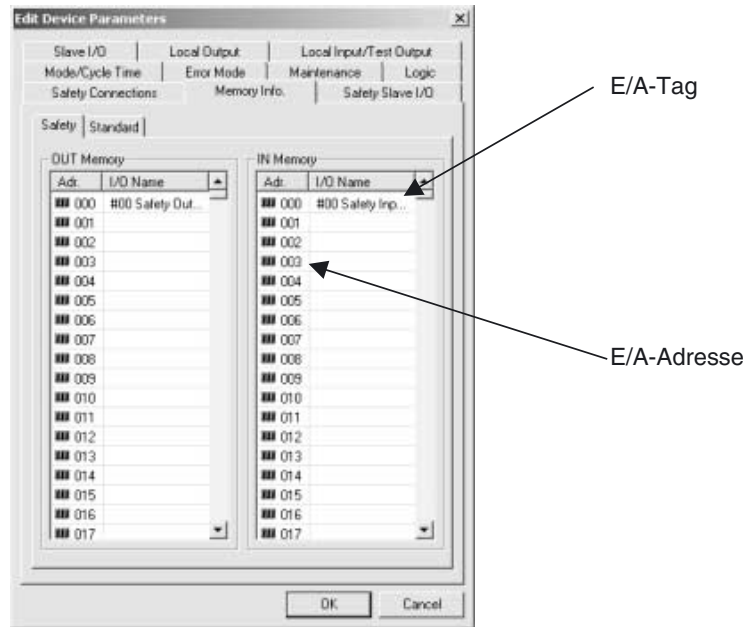 Edit Device Parameters
Slave I/O Local Output Local Input/Test Output
Mode/Cycle Time Error Mode Maintenance Logic
Safety Connections Memory Info. Safety Slave I/O
Safety Standard
OUT Memory
Adr. I/O Name
000 #00 Safety Out...
001
002
003
004
005
006
007
008
009
010
011
012
013
014
015
016
017
IN Memory
Adr. I/O Name
000 #00 Safety Inp...
001
002
003
004
005
006
007
008
009
010
011
012
013
014
015
016
017
E/A-Tag
E/A-Adresse
OK Cancel